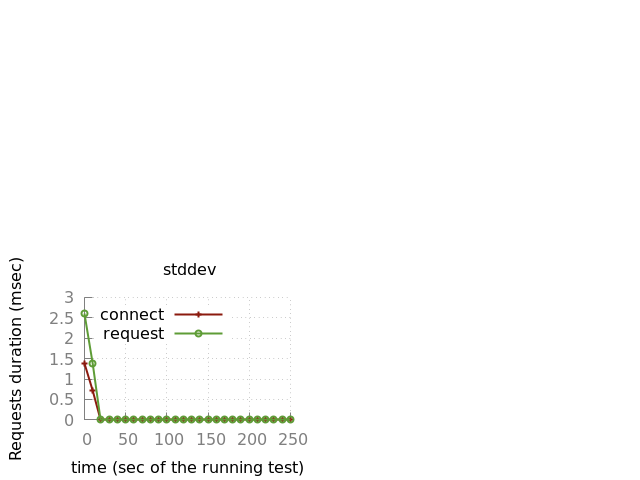 stddev
Requests duration (msec)
3
2.5
2
1.5
1
0.5
0
connect
request
0 50 100 150 200 250
time (sec of the running test)